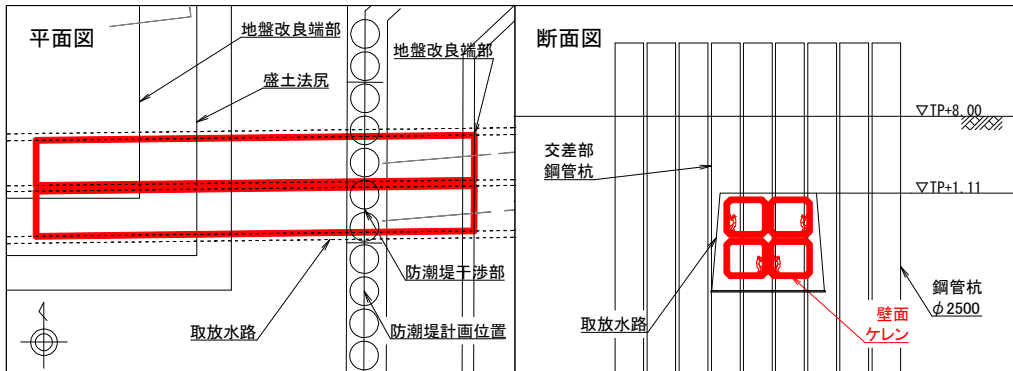 平面図
地盤改良端部
盛土法尻
地盤改良端部
防潮堤干渉部
取放水路
防潮堤計画位置
断面図
▽TP+8.00
交差部
鋼管杭
▽TP+1.11
取放水路
壁面
ケレン
鋼管杭
φ2500